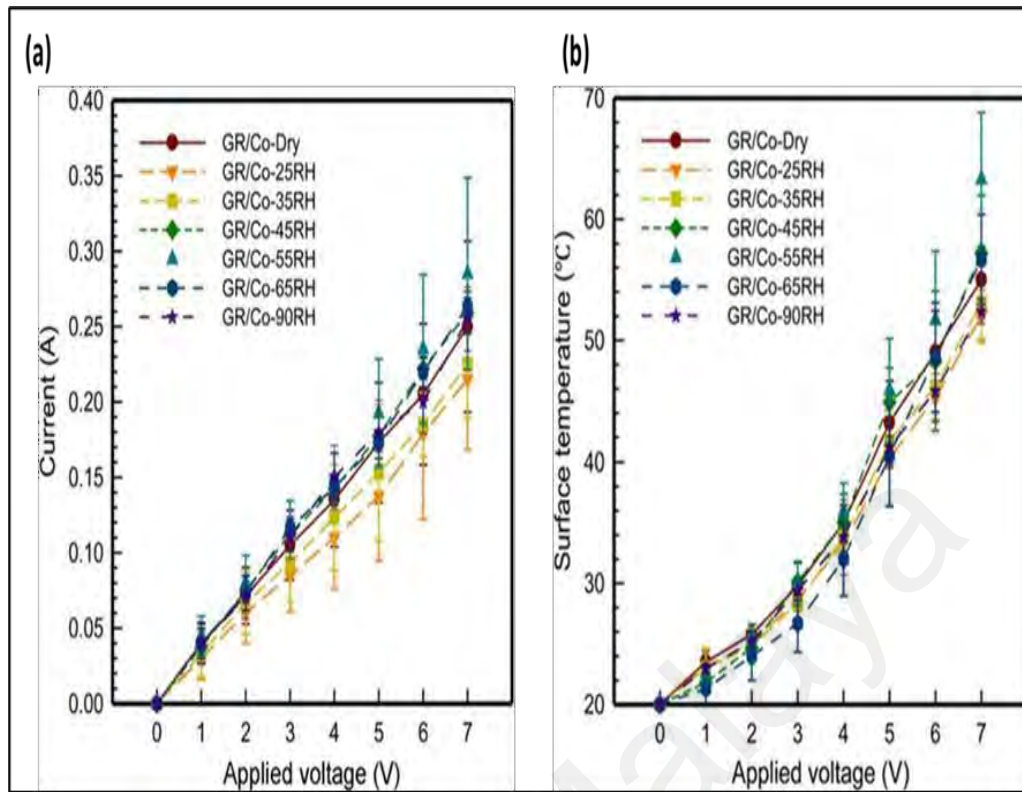 (a)
0.40
0.35
0.30
0.25
0.20
0.15
0.10
0.05
0.00
Current (A)
GR/Co-Dry
GR/Co-25RH
GR/Co-35RH
GR/Co-45RH
GR/Co-55RH
GR/Co-65RH
GR/Co-90RH
0 1 2 3 4 5 6 7
Applied voltage (V)
(b)
70
60
50
40
30
20
Surface temperature (°C)
GR/Co-Dry
GR/Co-25RH
GR/Co-35RH
GR/Co-45RH
GR/Co-55RH
GR/Co-65RH
GR/Co-90RH
0 1 2 3 4 5 6 7
Applied voltage (V)
Malaya